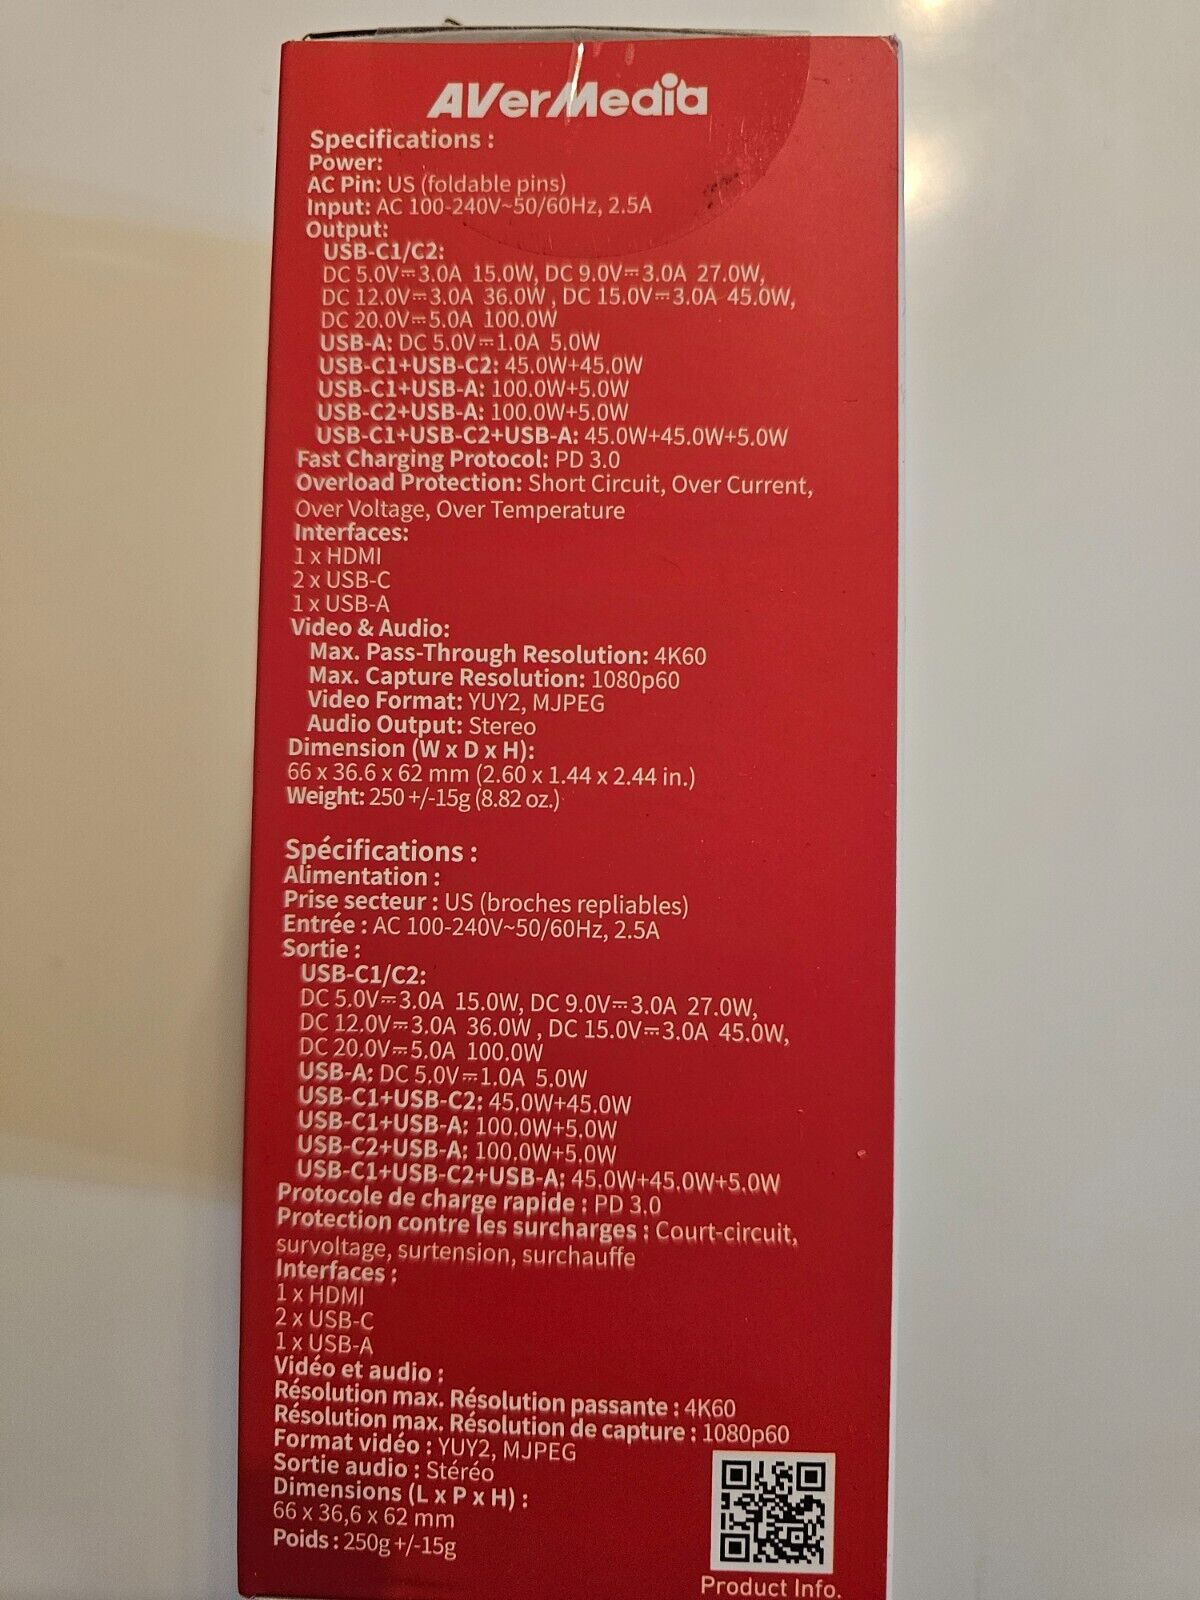 AVerMedia
Specifications :
Power:
AC Pin: US (foldable pins)
Input: AC 100-240V~50/60Hz, 2.5A
Output:
USB-C1/C2:
DC 5.0V⎓3.0A 15.0W, DC 9.0V⎓3.0A 27.0W,
DC 12.0V⎓3.0A 36.0W , DC 15.0V⎓3.0A 45.0W,
DC 20.0V⎓5.0A 100.0W
USB-A: DC 5.0V⎓1.0A 5.0W
USB-C1+USB-C2: 45.0W+45.0W
USB-C1+USB-A: 100.0W+5.0W
USB-C2+USB-A: 100.0W+5.0W
USB-C1+USB-C2+USB-A: 45.0W+45.0W+5.0W
Fast Charging Protocol: PD 3.0
Overload Protection: Short Circuit, Over Current,
Over Voltage, Over Temperature
Interfaces:
1 x HDMI
2 x USB-C
1 x USB-A
Video & Audio:
Max. Pass-Through Resolution: 4K60
Max. Capture Resolution: 1080p60
Video Format: YUY2, MJPEG
Audio Output: Stereo
Dimension (W x D x H):
66 x 36.6 x 62 mm (2.60 x 1.44 x 2.44 in.)
Weight: 250 +/-15g (8.82 oz.)
Spécifications :
Alimentation :
Prise secteur : US (broches repliables)
Entrée : AC 100-240V~50/60Hz, 2.5A
Sortie :
USB-C1/C2:
DC 5.0V⎓3.0A 15.0W, DC 9.0V⎓3.0A 27.0W,
DC 12.0V⎓3.0A 36.0W , DC 15.0V⎓3.0A 45.0W,
DC 20.0V⎓5.0A 100.0W
USB-A: DC 5.0V⎓1.0A 5.0W
USB-C1+USB-C2: 45.0W+45.0W
USB-C1+USB-A: 100.0W+5.0W
USB-C2+USB-A: 100.0W+5.0W
USB-C1+USB-C2+USB-A: 45.0W+45.0W+5.0W
Protocole de charge rapide : PD 3.0
Protection contre les surcharges : Court-circuit,
survoltage, surtension, surchauffe
Interfaces :
1 x HDMI
2 x USB-C
1 x USB-A
Vidéo et audio :
Résolution max. Résolution passante : 4K60
Résolution max. Résolution de capture : 1080p60
Format vidéo : YUY2, MJPEG
Sortie audio : Stéréo
Dimensions (L x P x H) :
66 x 36,6 x 62 mm
Poids : 250g +/-15g
Product Info.